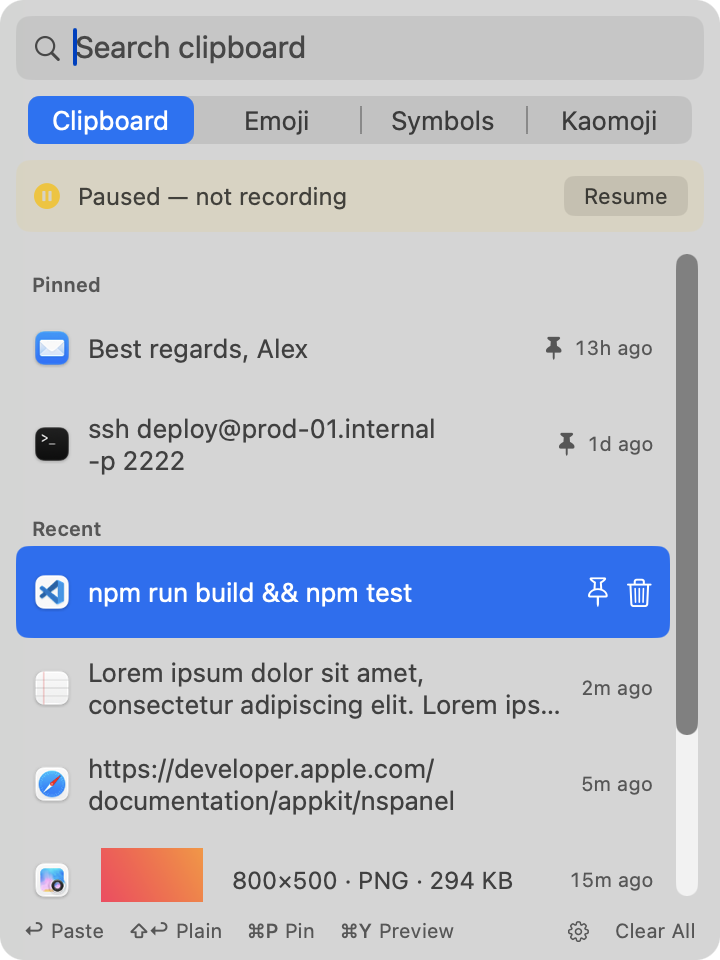 Search clipboard
Clipboard
Emoji
Symbols
Kaomoji
Paused — not recording
Resume
Pinned
Best regards, Alex
13h ago
ssh deploy@prod-01.internal
-p 2222
1d ago
Recent
npm run build && npm test
Lorem ipsum dolor sit amet,
consectetur adipiscing elit. Lorem ips...
2m ago
https://developer.apple.com/
documentation/appkit/nspanel
5m ago
800×500 · PNG · 294 KB
15m ago
↩ Paste
⇧↩ Plain
⌘P Pin
⌘Y Preview
Clear All